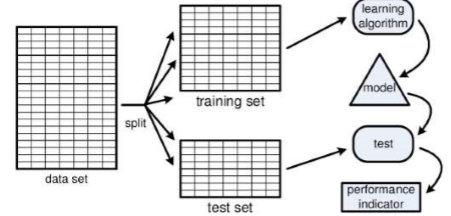 data set
split
training set
test set
learning
algorithm
model
test
performance
indicator